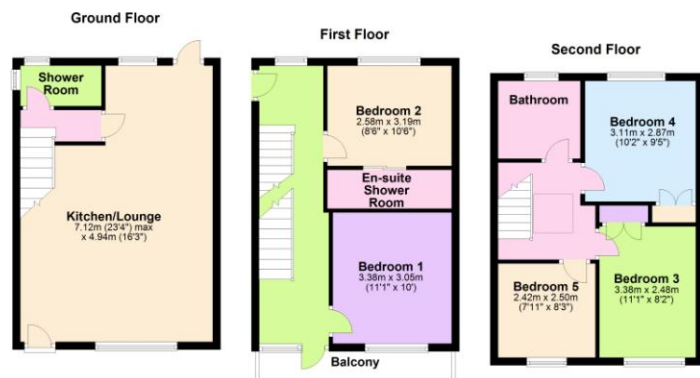 Ground Floor
Shower
Room
Kitchen/Lounge
7.12m (23'4") max
x 4.94m (16'3")
First Floor
Bedroom 2
2.58m x 3.19m
(8'6" x 10'6")
En-suite
Shower
Room
Bedroom 1
3.38m x 3.05m
(11'1" x 10')
Balcony
Second Floor
Bathroom
Bedroom 4
3.11m x 2.87m
(10'2" x 9'5")
Bedroom 5
2.42m x 2.50m
(7'11" x 8'3")
Bedroom 3
3.38m x 2.48m
(11'1" x 8'2")